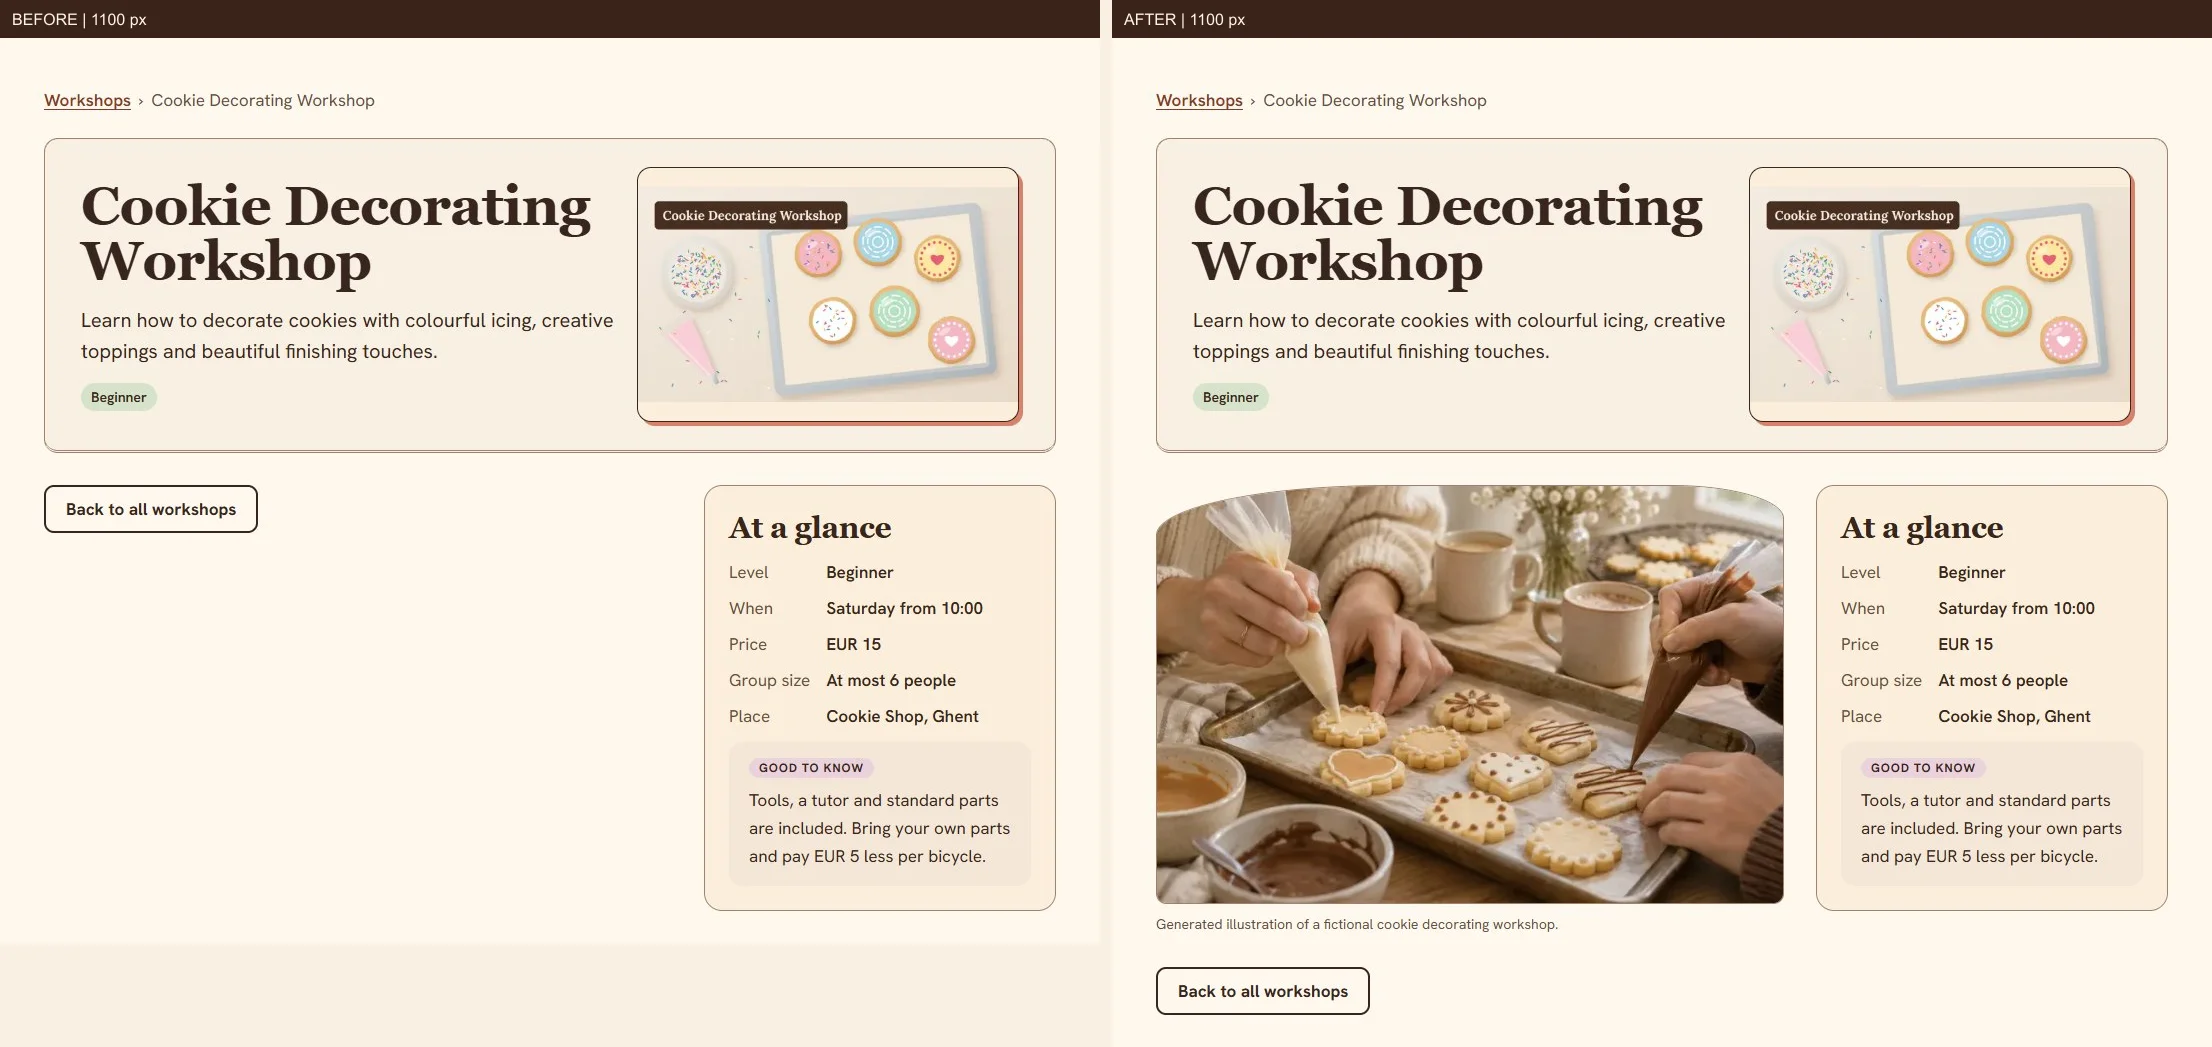 BEFORE | 1100 px
Workshops › Cookie Decorating Workshop
Cookie Decorating
Workshop
Learn how to decorate cookies with colourful icing, creative
toppings and beautiful finishing touches.
Beginner
Cookie Decorating Workshop
Back to all workshops
At a glance
Level Beginner
When Saturday from 10:00
Price EUR 15
Group size At most 6 people
Place Cookie Shop, Ghent
GOOD TO KNOW
Tools, a tutor and standard parts
are included. Bring your own parts
and pay EUR 5 less per bicycle.
AFTER | 1100 px
Workshops › Cookie Decorating Workshop
Cookie Decorating
Workshop
Learn how to decorate cookies with colourful icing, creative
toppings and beautiful finishing touches.
Beginner
Cookie Decorating Workshop
Generated illustration of a fictional cookie decorating workshop.
Back to all workshops
At a glance
Level Beginner
When Saturday from 10:00
Price EUR 15
Group size At most 6 people
Place Cookie Shop, Ghent
GOOD TO KNOW
Tools, a tutor and standard parts
are included. Bring your own parts
and pay EUR 5 less per bicycle.